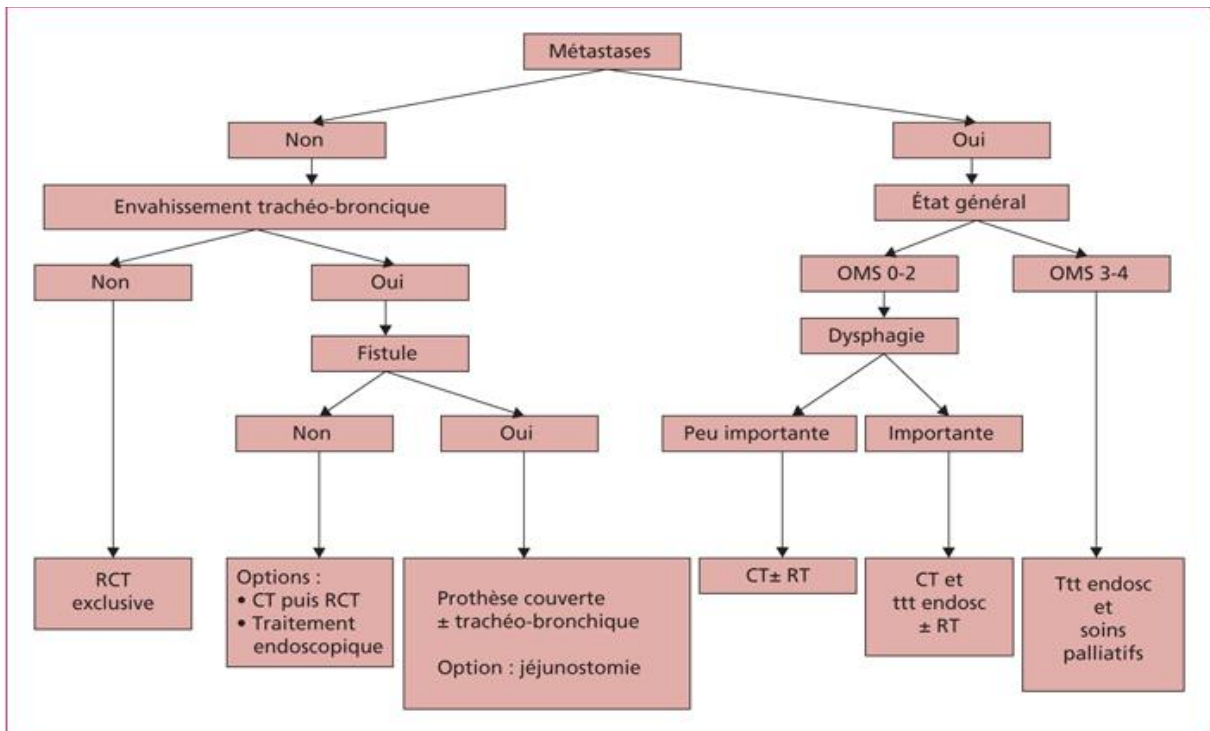 Métastases
Non
Oui
Envahissement trachéo-broncique
État général
Non
Oui
OMS 0-2
OMS 3-4
Fistule
Dysphagie
Non
Oui
Peu importante
Importante
RCT
exclusive
Options :
• CT puis RCT
• Traitement
endoscopique
Prothèse couverte
± trachéo-bronchique
Option : jéjunostomie
CT± RT
CT et
ttt endosc
± RT
Ttt endosc
et
soins
palliatifs